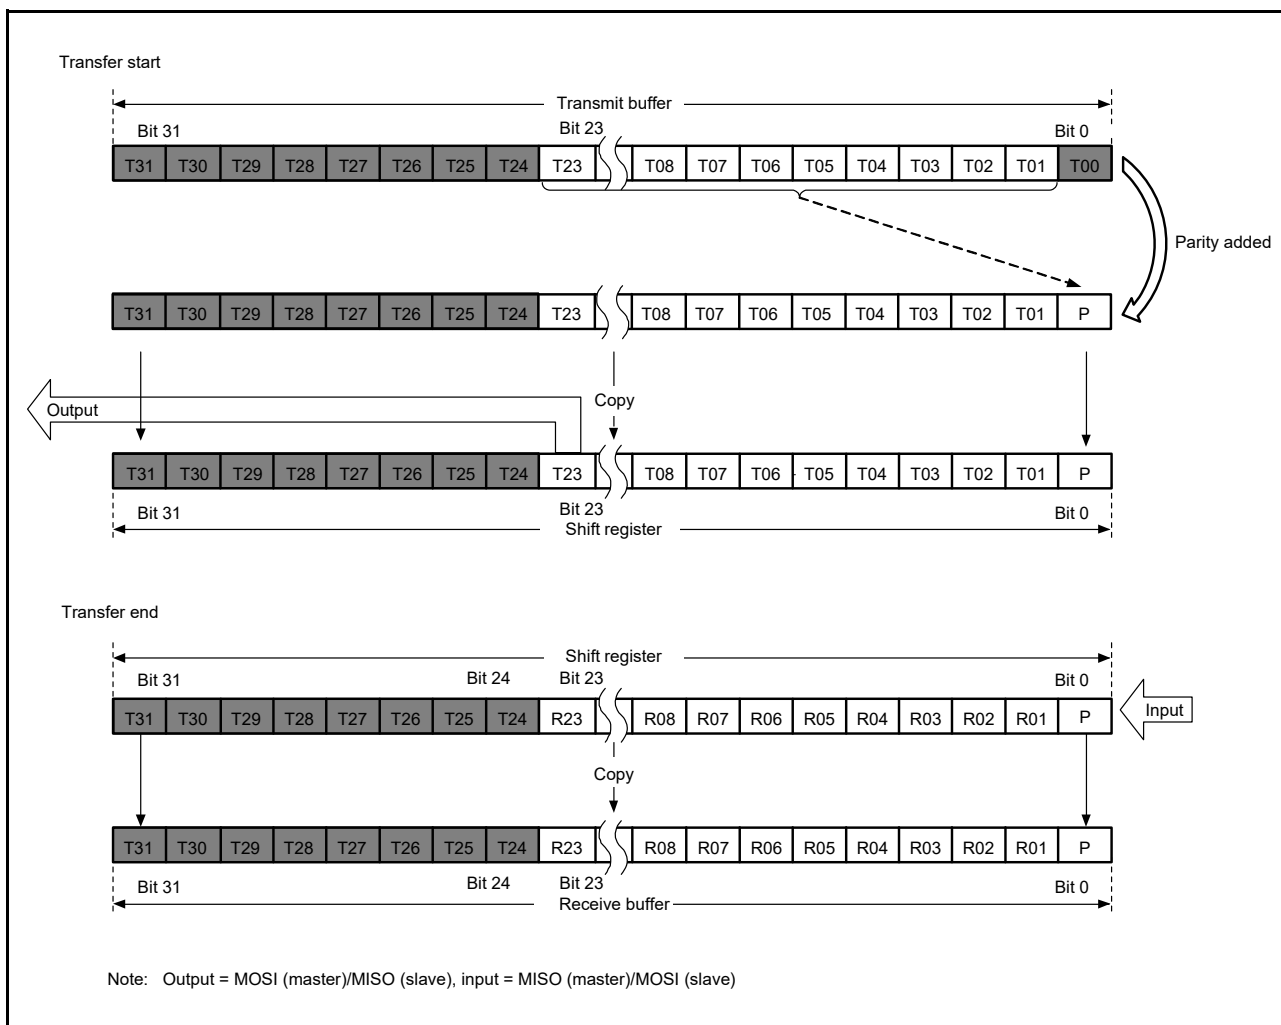 Transfer start
Transmit buffer
Bit 31 Bit 23 Bit 0
T31 T30 T29 T28 T27 T26 T25 T24 T23 T08 T07 T06 T05 T04 T03 T02 T01 T00
Parity added
T31 T30 T29 T28 T27 T26 T25 T24 T23 T08 T07 T06 T05 T04 T03 T02 T01 P
Output
Copy
T31 T30 T29 T28 T27 T26 T25 T24 T23 T08 T07 T06 T05 T04 T03 T02 T01 P
Bit 31 Bit 23 Bit 0
Shift register
Transfer end
Shift register
Bit 31 Bit 24 Bit 23 Bit 0
T31 T30 T29 T28 T27 T26 T25 T24 R23 R08 R07 R06 R05 R04 R03 R02 R01 P
Input
Copy
T31 T30 T29 T28 T27 T26 T25 T24 R23 R08 R07 R06 R05 R04 R03 R02 R01 P
Bit 31 Bit 24 Bit 23 Bit 0
Receive buffer
Note: Output = MOSI (master)/MISO (slave), input = MISO (master)/MOSI (slave)